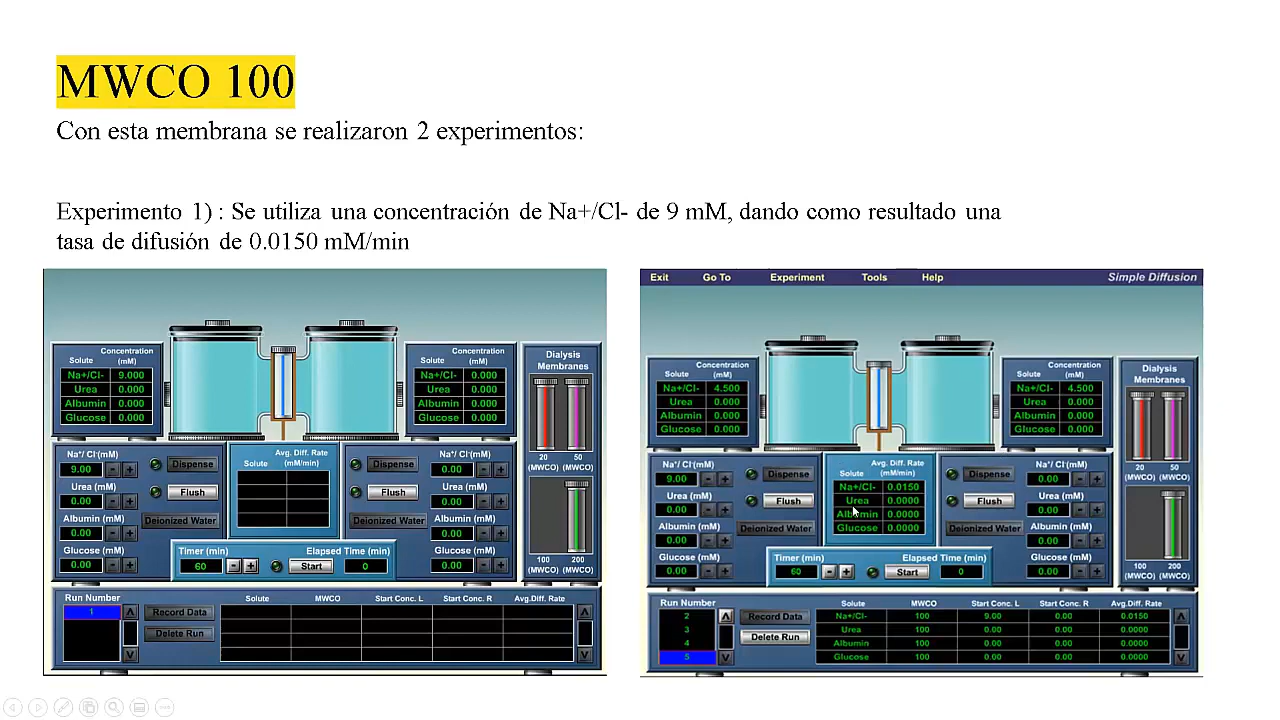 MWCO 100
Con esta membrana se realizaron 2 experimentos:
Experimento 1) : Se utiliza una concentración de Na+/Cl- de 9 mM, dando como resultado una
tasa de difusión de 0.0150 mM/min
Solute Concentration (mM)
Na+/Cl- 9.000
Urea 0.000
Albumin 0.000
Glucose 0.000
Solute Concentration (mM)
Na+/Cl- 0.000
Urea 0.000
Albumin 0.000
Glucose 0.000
Dialysis
Membranes
20 50
(MWCO) (MWCO)
100 200
(MWCO) (MWCO)
Na⁺/ Cl⁻(mM)
9.00 - + Dispense
Urea (mM) Flush
0.00 - +
Albumin (mM) Deionized Water
0.00 - +
Glucose (mM)
0.00 - +
Solute Avg. Diff. Rate (mM/min)
Dispense Na⁺/ Cl⁻(mM)
0.00 - +
Flush Urea (mM)
0.00 - +
Deionized Water Albumin (mM)
0.00 - +
Glucose (mM)
0.00 - +
Timer (min) Elapsed Time (min)
60 - + Start 0
Run Number Solute MWCO Start Conc. L Start Conc. R Avg.Diff. Rate
1 Record Data
Delete Run
Exit Go To Experiment Tools Help Simple Diffusion
Solute Concentration (mM)
Na+/Cl- 4.500
Urea 0.000
Albumin 0.000
Glucose 0.000
Solute Concentration (mM)
Na+/Cl- 4.500
Urea 0.000
Albumin 0.000
Glucose 0.000
Dialysis
Membranes
20 50
(MWCO) (MWCO)
100 200
(MWCO) (MWCO)
Na⁺/ Cl⁻(mM)
9.00 - + Dispense
Urea (mM) Flush
0.00 - +
Albumin (mM) Deionized Water
0.00 - +
Glucose (mM)
0.00 - +
Solute Avg. Diff. Rate (mM/min)
Na+/Cl- 0.0150
Urea 0.0000
Albumin 0.0000
Glucose 0.0000
Dispense Na⁺/ Cl⁻(mM)
0.00 - +
Flush Urea (mM)
0.00 - +
Deionized Water Albumin (mM)
0.00 - +
Glucose (mM)
0.00 - +
Timer (min) Elapsed Time (min)
60 - + Start 0
Run Number Solute MWCO Start Conc. L Start Conc. R Avg.Diff. Rate
2 Record Data Na+/Cl- 100 9.00 0.00 0.0150
3 Urea 100 0.00 0.00 0.0000
4 Delete Run Albumin 100 0.00 0.00 0.0000
5 Glucose 100 0.00 0.00 0.0000